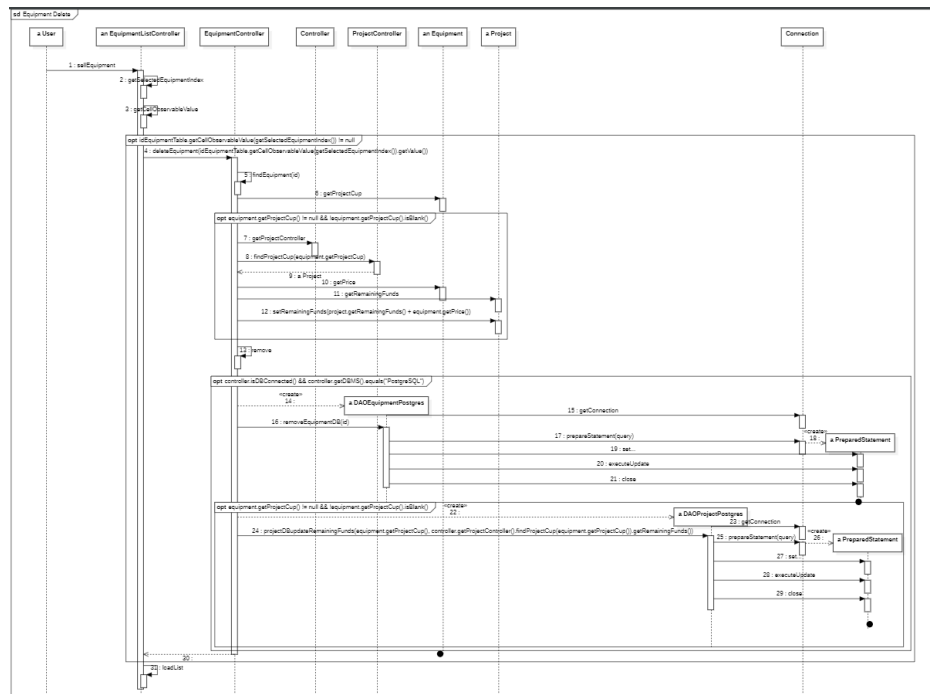 sd Equipment Delete
a User
an EquipmentListController
EquipmentController
Controller
ProjectController
an Equipment
a Project
Connection
1 : sellEquipment
2 : getSelectedEquipmentIndex
3 : getCellObservableValue
opt idEquipmentTable.getCellObservableValue(getSelectedEquipmentIndex()) != null
4 : deleteEquipment(idEquipmentTable.getCellObservableValue(getSelectedEquipmentIndex()).getValue())
5 : findEquipment(id)
6 : getProjectCup
opt equipment.getProjectCup() != null && !equipment.getProjectCup().isBlank()
7 : getProjectController
8 : findProjectCup(equipment.getProjectCup)
9 : a Project
10 : getPrice
11 : getRemainingFunds
12 : setRemainingFunds(project.getRemainingFunds() + equipment.getPrice())
13 : remove
opt controller.isDBConnected() && controller.getDBMS().equals("PostgreSQL")
<<create>>
14 :
a DAOEquipmentPostgres
15 : getConnection
16 : removeEquipmentDB(id)
17 : prepareStatement(query)
<<create>>
18 :
a PreparedStatement
19 : set...
20 : executeUpdate
21 : close
opt equipment.getProjectCup() != null && !equipment.getProjectCup().isBlank()
<<create>>
22 :
a DAOProjectPostgres
23 : getConnection
24 : projectDBupdateRemainingFunds(equipment.getProjectCup(), controller.getProjectController().findProjectCup(equipment.getProjectCup()).getRemainingFunds())
25 : prepareStatement(query)
<<create>>
26 :
a PreparedStatement
27 : set...
28 : executeUpdate
29 : close
30 :
31 : loadList